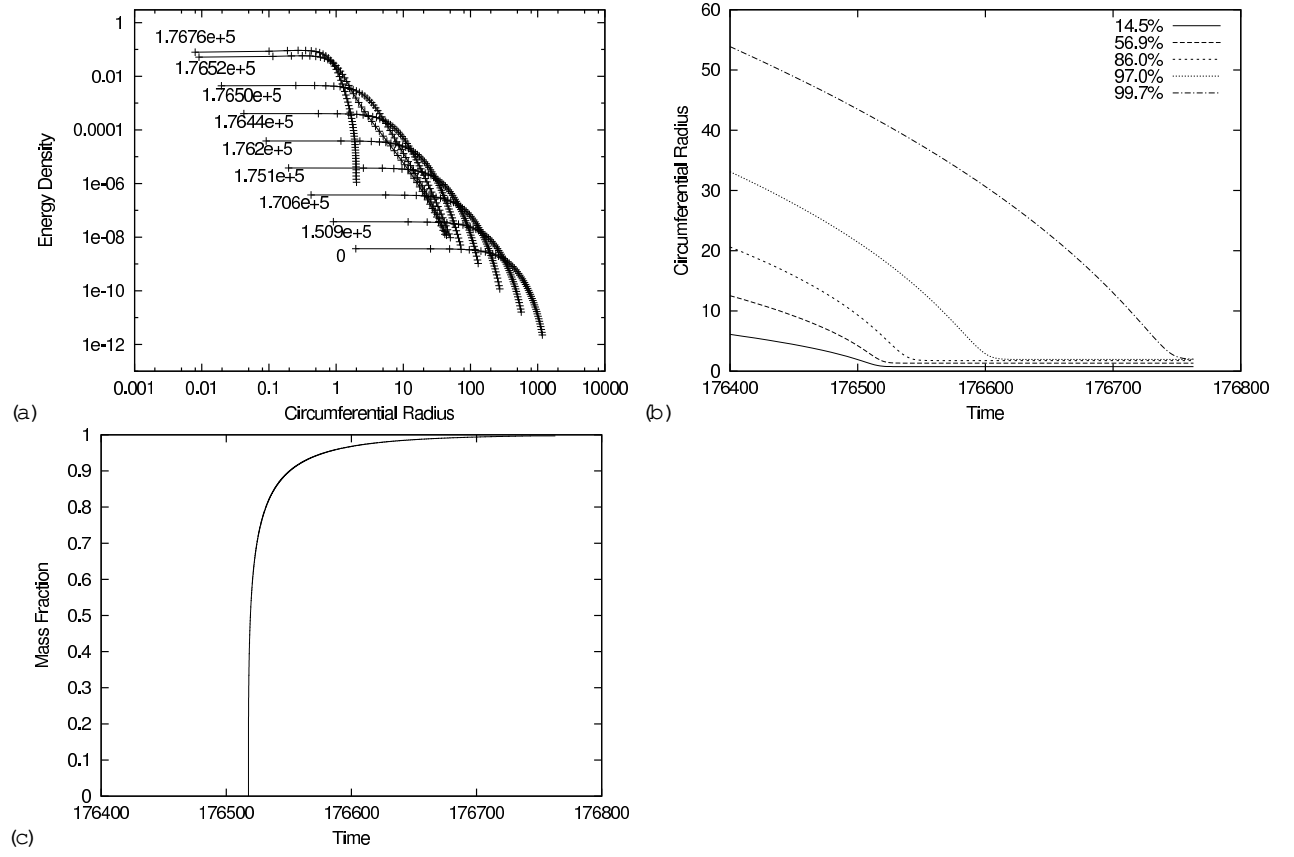 1
0.01
0.0001
1e-06
1e-08
1e-10
1e-12
Energy Density
1.7676e+5
1.7652e+5
1.7650e+5
1.7644e+5
1.762e+5
1.751e+5
1.706e+5
1.509e+5
0
0.001 0.01 0.1 1 10 100 1000 10000
Circumferential Radius
(a)
60
50
40
30
20
10
0
Circumferential Radius
14.5%
56.9%
86.0%
97.0%
99.7%
176400 176500 176600 176700 176800
Time
(b)
1
0.9
0.8
0.7
0.6
0.5
0.4
0.3
0.2
0.1
0
Mass Fraction
176400 176500 176600 176700 176800
Time
(c)